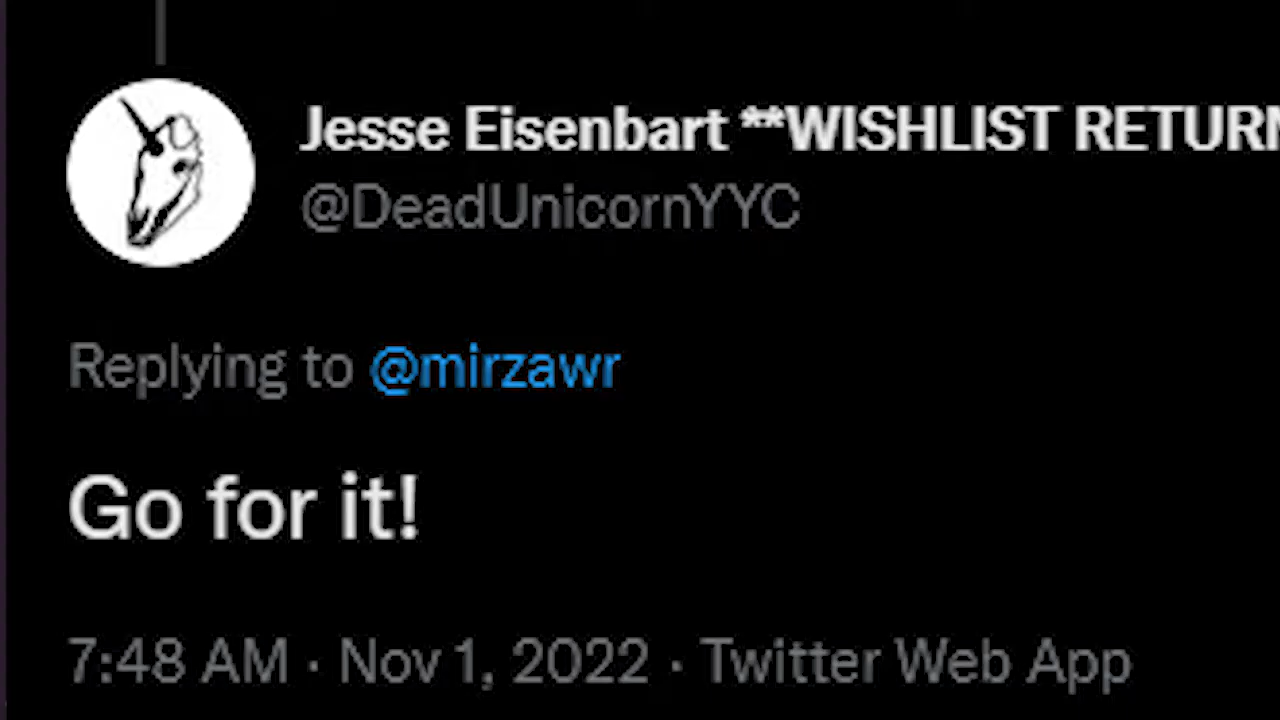 Jesse Eisenbart **WISHLIST RETURN
@DeadUnicornYYC
Replying to @mirzawr
Go for it!
7:48 AM · Nov 1, 2022 · Twitter Web App